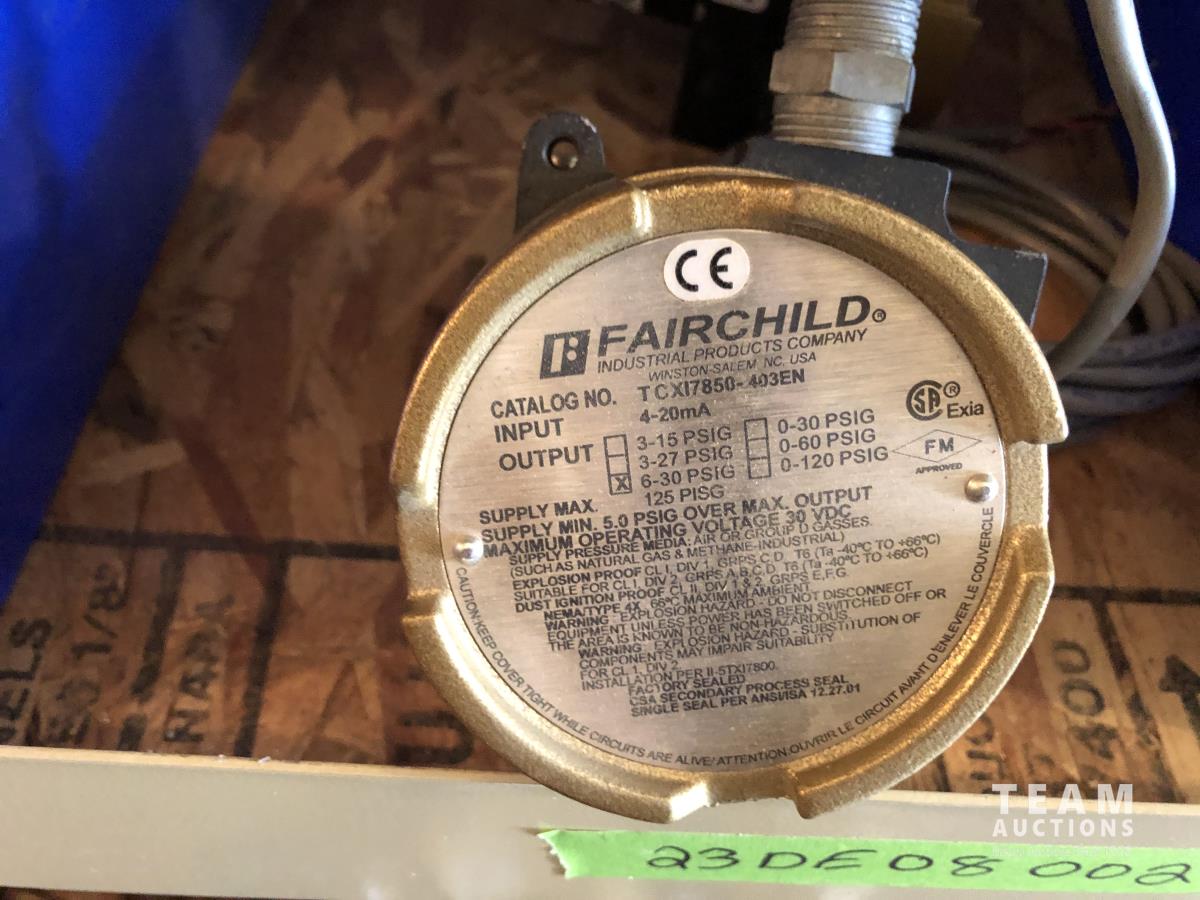 CE
FAIRCHILD®
INDUSTRIAL PRODUCTS COMPANY
WINSTON-SALEM, NC, USA
CATALOG NO. TCXI7850-403EN
INPUT 4-20mA
OUTPUT 3-15 PSIG 0-30 PSIG
3-27 PSIG 0-60 PSIG
X 6-30 PSIG 0-120 PSIG
SUPPLY MAX. 125 PISG
SUPPLY MIN. 5.0 PSIG OVER MAX. OUTPUT
MAXIMUM OPERATING VOLTAGE 30 VDC
SUPPLY PRESSURE MEDIA: AIR OR GROUP D GASSES.
(SUCH AS NATURAL GAS & METHANE-INDUSTRIAL)
EXPLOSION PROOF CL I, DIV 1, GRPS C,D T6 (Ta -40°C TO +66°C)
SUITABLE FOR CL I, DIV 2, GRPS A,B,C,D T6 (Ta -40°C TO +66°C)
DUST IGNITION PROOF CL II, DIV 1 & 2, GRPS E,F,G
NEMA/TYPE 4X, 66°C MAXIMUM AMBIENT
WARNING - EXPLOSION HAZARD - DO NOT DISCONNECT
EQUIPMENT UNLESS POWER HAS BEEN SWITCHED OFF OR
THE AREA IS KNOWN TO BE NON-HAZARDOUS
WARNING - EXPLOSION HAZARD - SUBSTITUTION OF
COMPONENTS MAY IMPAIR SUITABILITY
FOR CL I, DIV 2
INSTALLATION PER II-5TXI7800.
FACTORY SEALED
CSA SECONDARY PROCESS SEAL
SINGLE SEAL PER ANSI/ISA 12.27.01
SA® Exia
FM
APPROVED
CAUTION:KEEP COVER TIGHT WHILE CIRCUITS ARE ALIVE/ATTENTION-OUVRIR LE CIRCUIT AVANT D'ENLEVER LE COUVERCLE
NAWA
7400
TEAM
AUCTIONS
23DE08 002